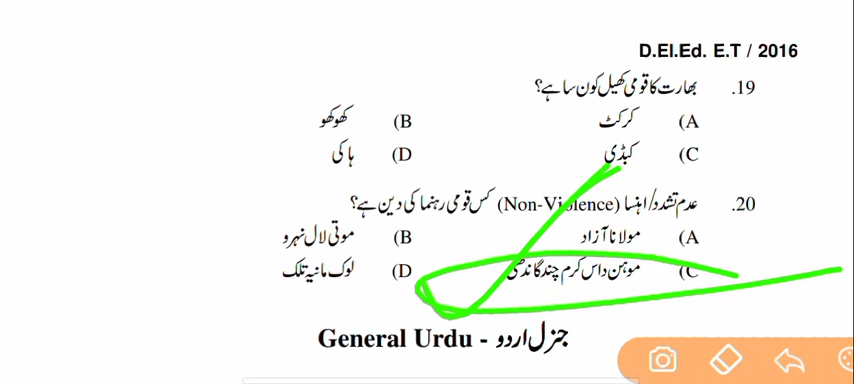 D.El.Ed. E.T / 2016
19. بھارت کا قومی کھیل کون سا ہے؟
(A کرکٹ (B کھوکھو
(C کبڈی (D ہاکی
20. عدم تشدد/اہنسا (Non-Violence) کس قومی رہنما کی دین ہے؟
(A مولانا آزاد (B موتی لال نہرو
(C موہن داس کرم چند گاندھی (D لوک مانیہ تلک
General Urdu - جنرل اردو